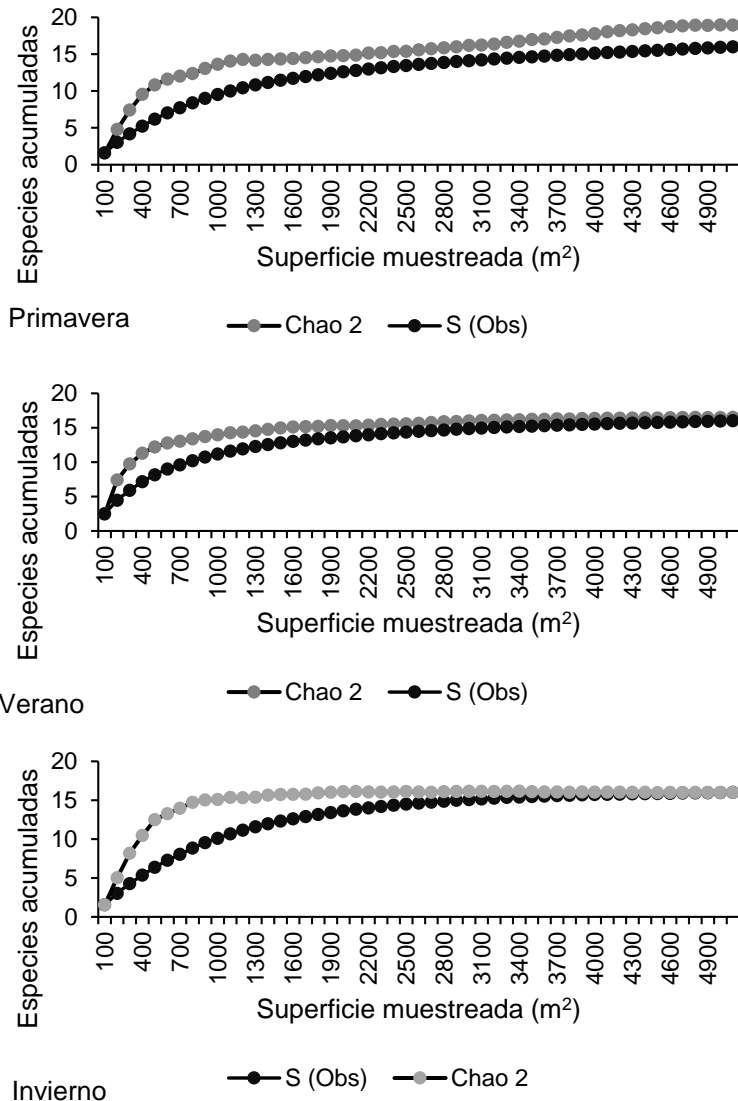 20
15
10
5
0
Especies acumuladas
100 400 700 1000 1300 1600 1900 2200 2500 2800 3100 3400 3700 4000 4300 4600 4900
Superficie muestreada (m²)
Primavera
Chao 2 S (Obs)
20
15
10
5
0
Especies acumuladas
100 400 700 1000 1300 1600 1900 2200 2500 2800 3100 3400 3700 4000 4300 4600 4900
Superficie muestreada (m²)
Verano
Chao 2 S (Obs)
20
15
10
5
0
Especies acumuladas
100 400 700 1000 1300 1600 1900 2200 2500 2800 3100 3400 3700 4000 4300 4600 4900
Superficie muestreada (m²)
Invierno
S (Obs) Chao 2